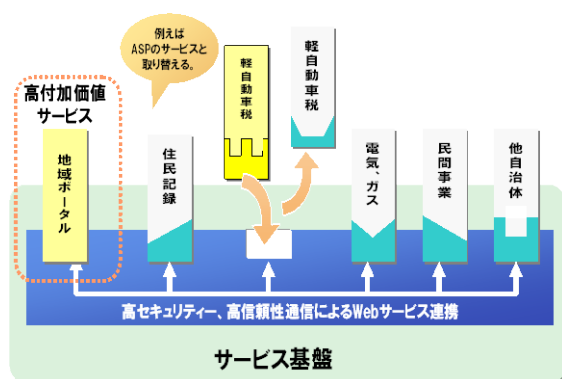 例えば
ASPのサービスと
取り替える。
高付加価値
サービス
地域ポータル
住民記録
軽自動車税
軽自動車税
電気、ガス
民間事業
他自治体
高セキュリティー、高信頼性通信によるWebサービス連携
サービス基盤